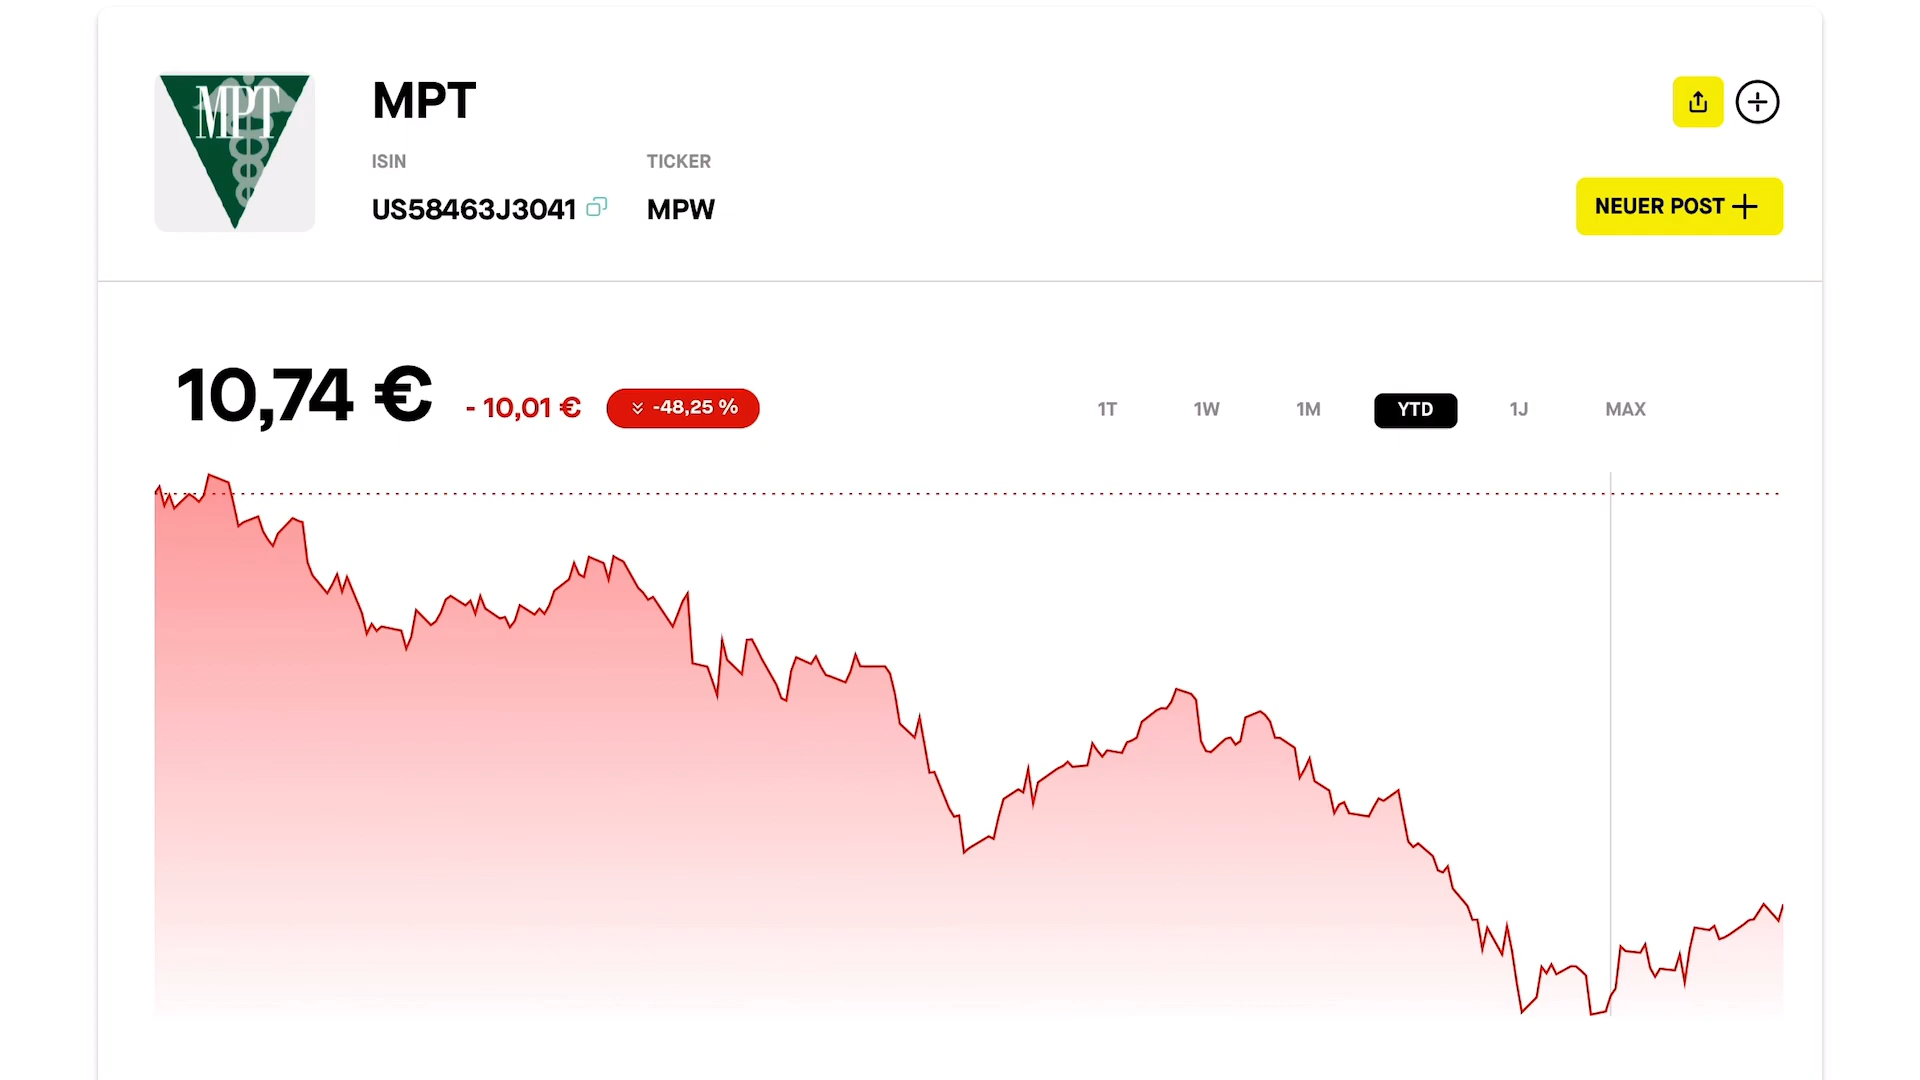 MPT
MPT
ISIN
TICKER
US58463J3041
MPW
NEUER POST
10,74 €
- 10,01 €
-48,25 %
1T
1W
1M
YTD
1J
MAX